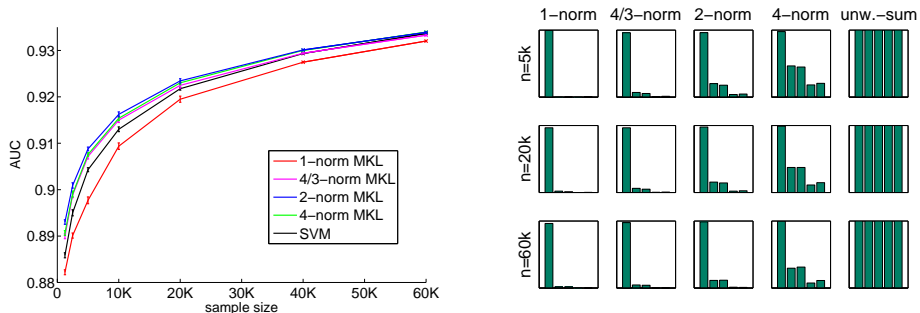 0.93
0.92
0.91
0.9
0.89
0.88
AUC
0 10K 20K 30K 40K 50K 60K
sample size
1−norm MKL
4/3−norm MKL
2−norm MKL
4−norm MKL
SVM
1−norm 4/3−norm 2−norm 4−norm unw.−sum
n=5k
n=20k
n=60k